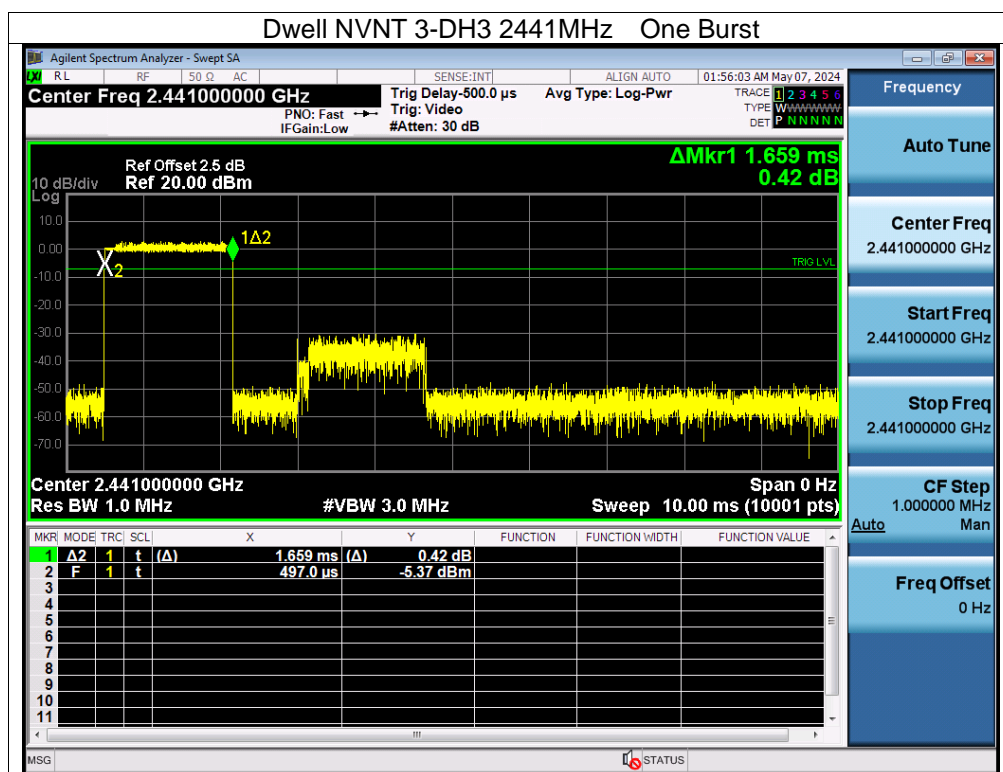 Dwell NVNT 3-DH3 2441MHz One Burst
Agilent Spectrum Analyzer - Swept SA
LXI RL RF 50 Ω AC SENSE:INT ALIGN AUTO 01:56:03 AM May 07, 2024
Center Freq 2.441000000 GHz
PNO: Fast
IFGain:Low
Trig Delay-500.0 µs
Trig: Video
#Atten: 30 dB
Avg Type: Log-Pwr
TRACE 1 2 3 4 5 6
TYPE WWWWWW
DET P N N N N N
Ref Offset 2.5 dB
Ref 20.00 dBm
10 dB/div
Log
ΔMkr1 1.659 ms
0.42 dB
10.0
0.00
-10.0
-20.0
-30.0
-40.0
-50.0
-60.0
-70.0
1Δ2
2
TRIG LVL
Center 2.441000000 GHz Span 0 Hz
Res BW 1.0 MHz #VBW 3.0 MHz Sweep 10.00 ms (10001 pts)
MKR MODE TRC SCL X Y FUNCTION FUNCTION WIDTH FUNCTION VALUE
1 Δ2 1 t (Δ) 1.659 ms (Δ) 0.42 dB
2 F 1 t 497.0 µs -5.37 dBm
3
4
5
6
7
8
9
10
11
MSG STATUS
Frequency
Auto Tune
Center Freq
2.441000000 GHz
Start Freq
2.441000000 GHz
Stop Freq
2.441000000 GHz
CF Step
1.000000 MHz
Auto Man
Freq Offset
0 Hz